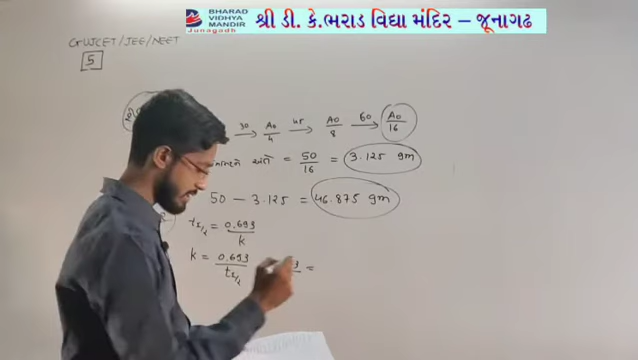 BHARAD
VIDHYA
MANDIR
Junagadh
શ્રી ડી. કે.ભરાડ વિદ્યા મંદિર – જૂનાગઢ
GUJCET/JEE/NEET
5
30 → A₀/4 45 → A₀/8 60 → A₀/16
અંતે = 50/16 = 3.125 gm
50 – 3.125 = 46.875 gm
t₁/₂ = 0.693/k
k = 0.693/t₁/₂